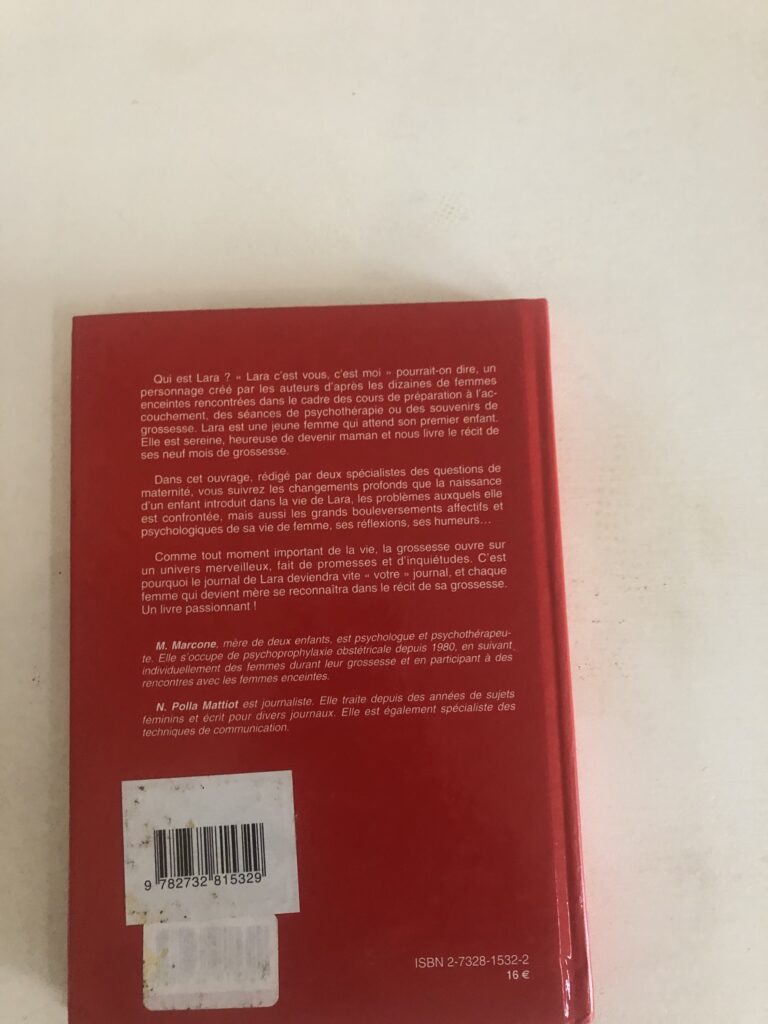 Qui est Lara ? « Lara c'est vous, c'est moi » pourrait-on dire, un
personnage créé par les auteurs d'après les dizaines de femmes
enceintes rencontrées dans le cadre des cours de préparation à l'ac-
couchement, des séances de psychothérapie ou des souvenirs de
grossesse. Lara est une jeune femme qui attend son premier enfant.
Elle est sereine, heureuse de devenir maman et nous livre le récit de
ses neuf mois de grossesse.
Dans cet ouvrage, rédigé par deux spécialistes des questions de
maternité, vous suivrez les changements profonds que la naissance
d'un enfant introduit dans la vie de Lara, les problèmes auxquels elle
est confrontée, mais aussi les grands bouleversements affectifs et
psychologiques de sa vie de femme, ses réflexions, ses humeurs…
Comme tout moment important de la vie, la grossesse ouvre sur
un univers merveilleux, fait de promesses et d'inquiétudes. C'est
pourquoi le journal de Lara deviendra vite « votre » journal, et chaque
femme qui devient mère se reconnaîtra dans le récit de sa grossesse.
Un livre passionnant !
M. Marcone, mère de deux enfants, est psychologue et psychothérapeu-
te. Elle s'occupe de psychoprophylaxie obstétricale depuis 1980, en suivant
individuellement des femmes durant leur grossesse et en participant à des
rencontres avec les femmes enceintes.
N. Polla Mattiot est journaliste. Elle traite depuis des années de sujets
féminins et écrit pour divers journaux. Elle est également spécialiste des
techniques de communication.
9 782732 815329
ISBN 2-7328-1532-2
16 €